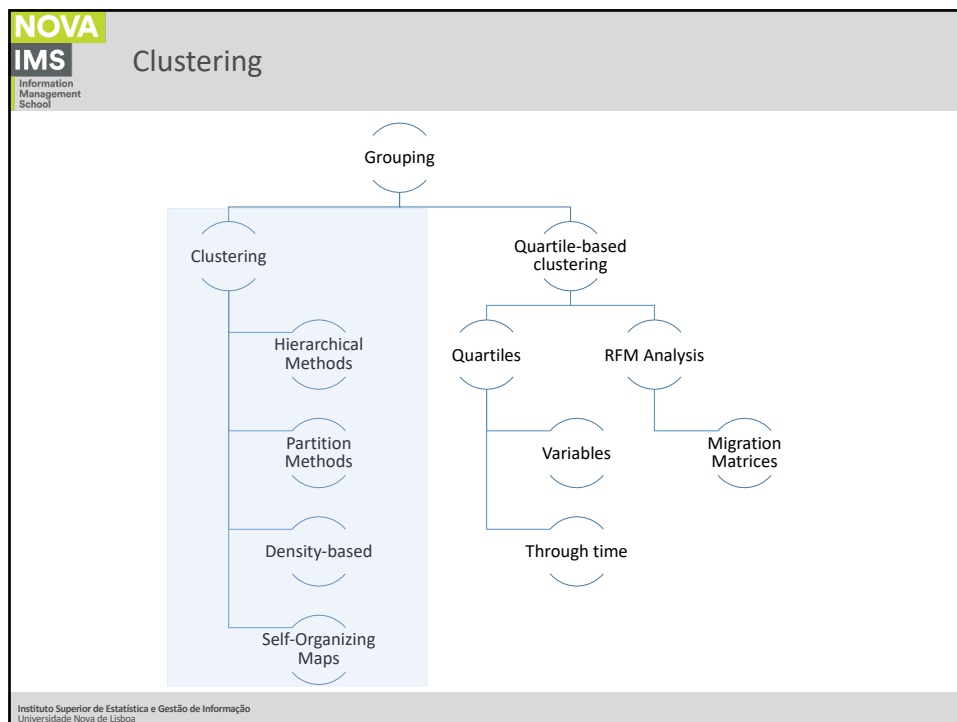 NOVA
IMS
Information
Management
School
Clustering
Grouping
Clustering
Quartile-based
clustering
Hierarchical
Methods
Quartiles
RFM Analysis
Partition
Methods
Variables
Migration
Matrices
Density-based
Through time
Self-Organizing
Maps
Instituto Superior de Estatística e Gestão de Informação
Universidade Nova de Lisboa